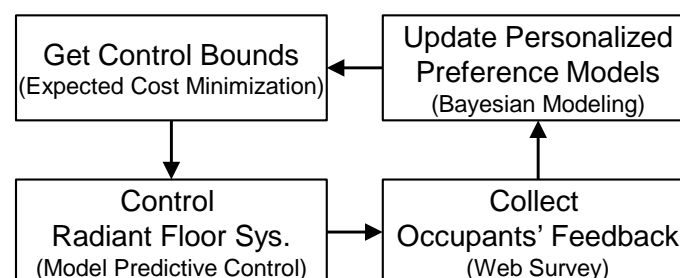 Get Control Bounds
(Expected Cost Minimization)
Update Personalized
Preference Models
(Bayesian Modeling)
Control
Radiant Floor Sys.
(Model Predictive Control)
Collect
Occupants’ Feedback
(Web Survey)